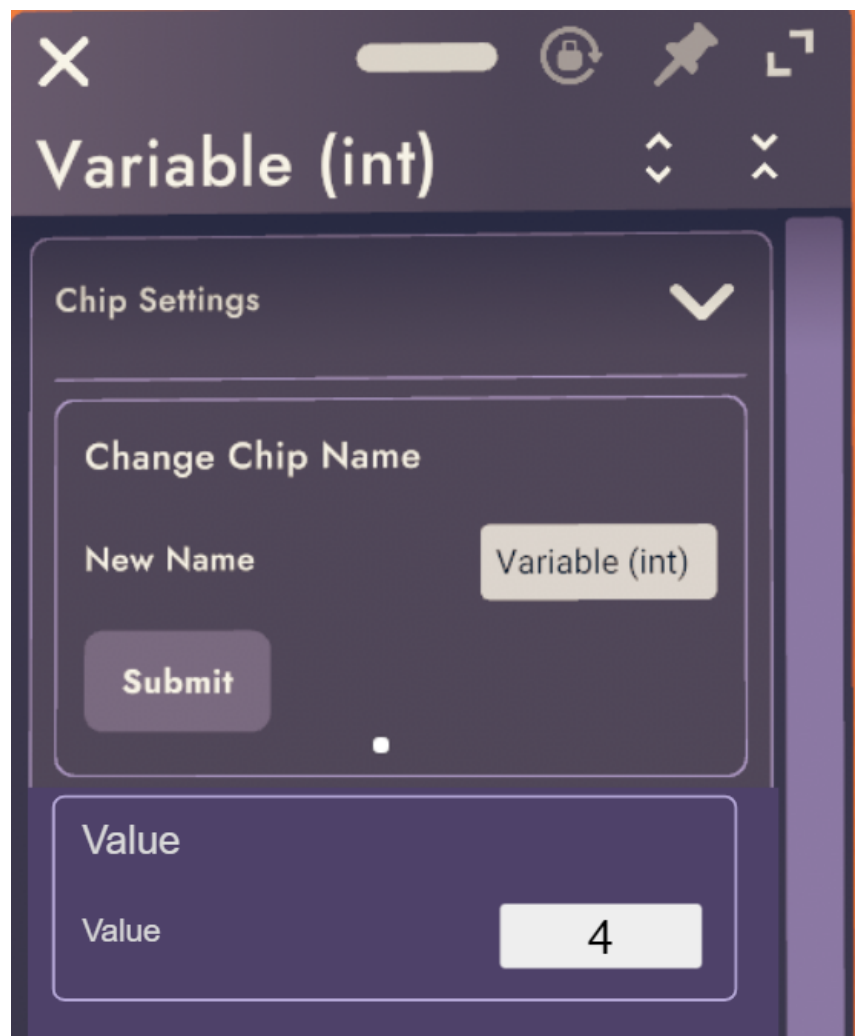 Variable (int)
Chip Settings
Change Chip Name
New Name
Variable (int)
Submit
Value
Value
4